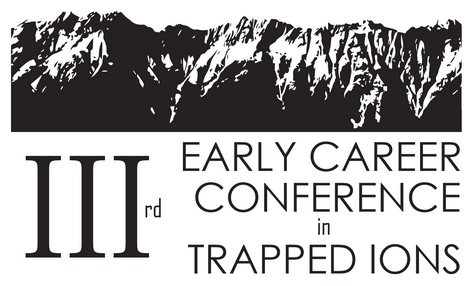 IIIrd
EARLY CAREER
CONFERENCE
in
TRAPPED IONS